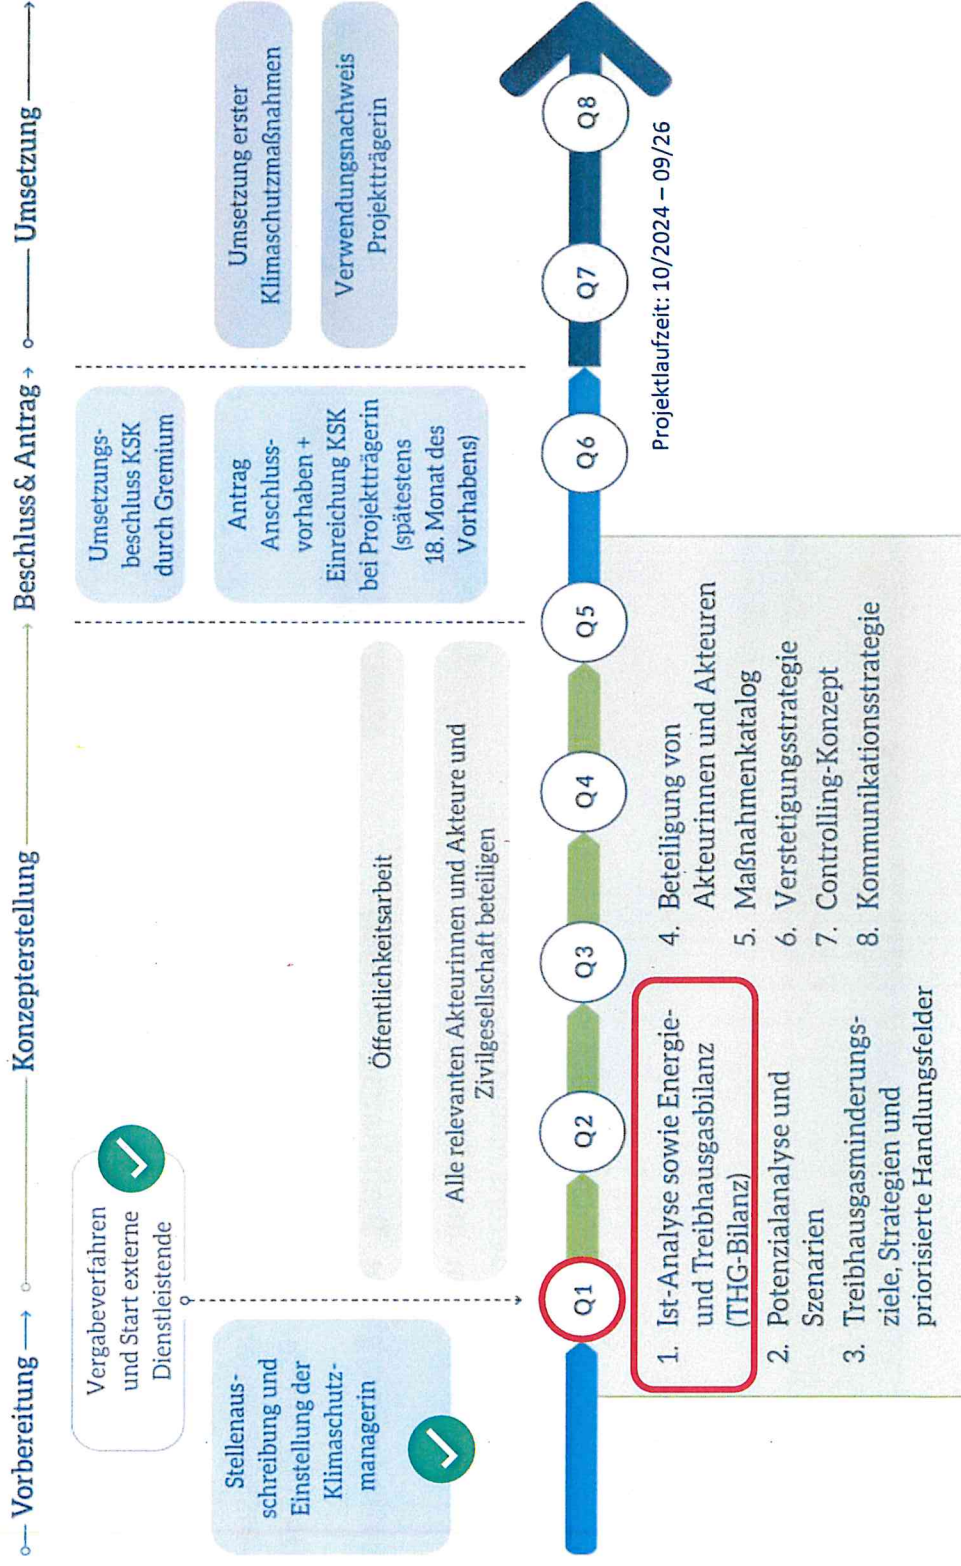 Vorbereitung
Konzepterstellung
Beschluss & Antrag
Umsetzung
Vergabeverfahren
und Start externe
Dienstleistende
Stellenaus-
schreibung und
Einstellung der
Klimaschutz-
managerin
Öffentlichkeitsarbeit
Alle relevanten Akteurinnen und Akteure und
Zivilgesellschaft beteiligen
Umsetzungs-
beschluss KSK
durch Gremium
Antrag
Anschluss-
vorhaben +
Einreichung KSK
bei Projektträgerin
(spätestens
18. Monat des
Vorhabens)
Umsetzung erster
Klimaschutzmaßnahmen
Verwendungsnachweis
Projektträgerin
Q1
Q2
Q3
Q4
Q5
Q6
Q7
Q8
Projektlaufzeit: 10/2024 – 09/26
1. Ist-Analyse sowie Energie-
und Treibhausgasbilanz
(THG-Bilanz)
2. Potenzialanalyse und
Szenarien
3. Treibhausgasminderungs-
ziele, Strategien und
priorisierte Handlungsfelder
4. Beteiligung von
Akteurinnen und Akteuren
5. Maßnahmenkatalog
6. Verstetigungsstrategie
7. Controlling-Konzept
8. Kommunikationsstrategie